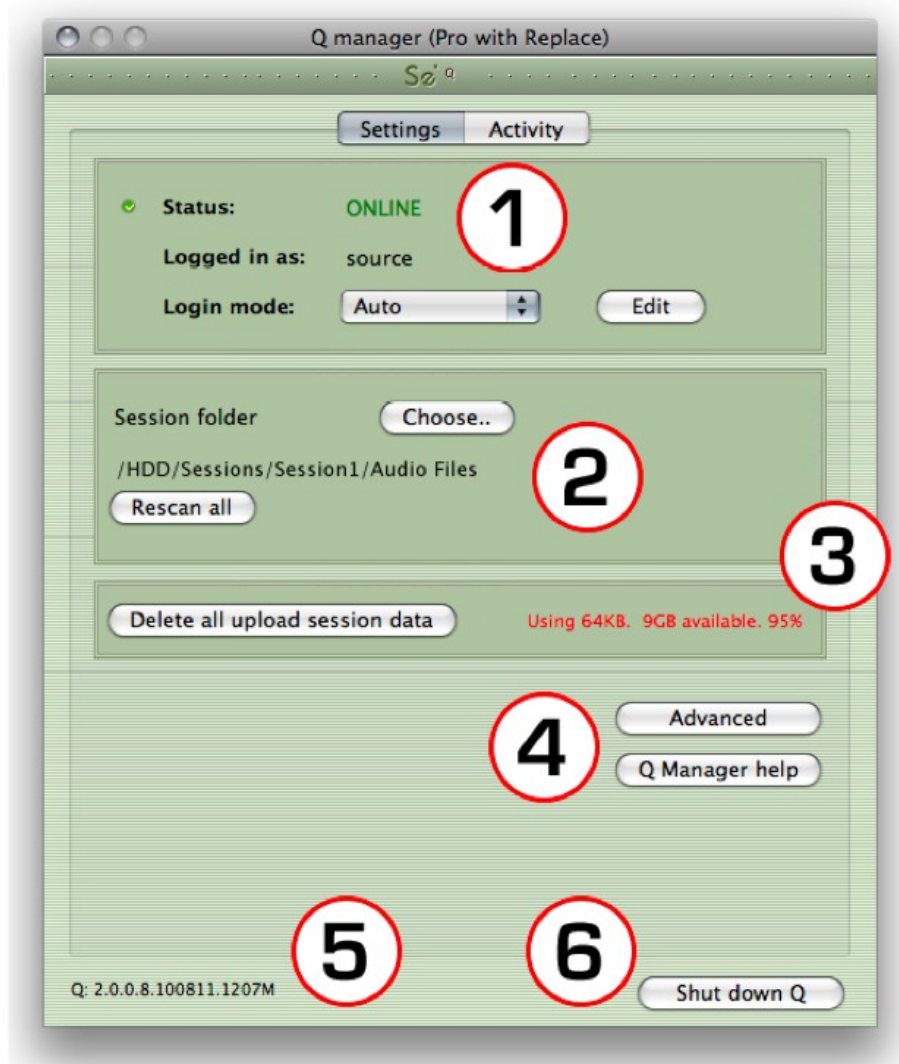 Q manager (Pro with Replace)
Q
Settings Activity
Status: ONLINE
1
Logged in as: source
Login mode: Auto Edit
Session folder Choose..
2
/HDD/Sessions/Session1/Audio Files
Rescan all
3
Delete all upload session data Using 64KB. 9GB available. 95%
Advanced
4
Q Manager help
5 6
Q: 2.0.0.8.100811.1207M Shut down Q